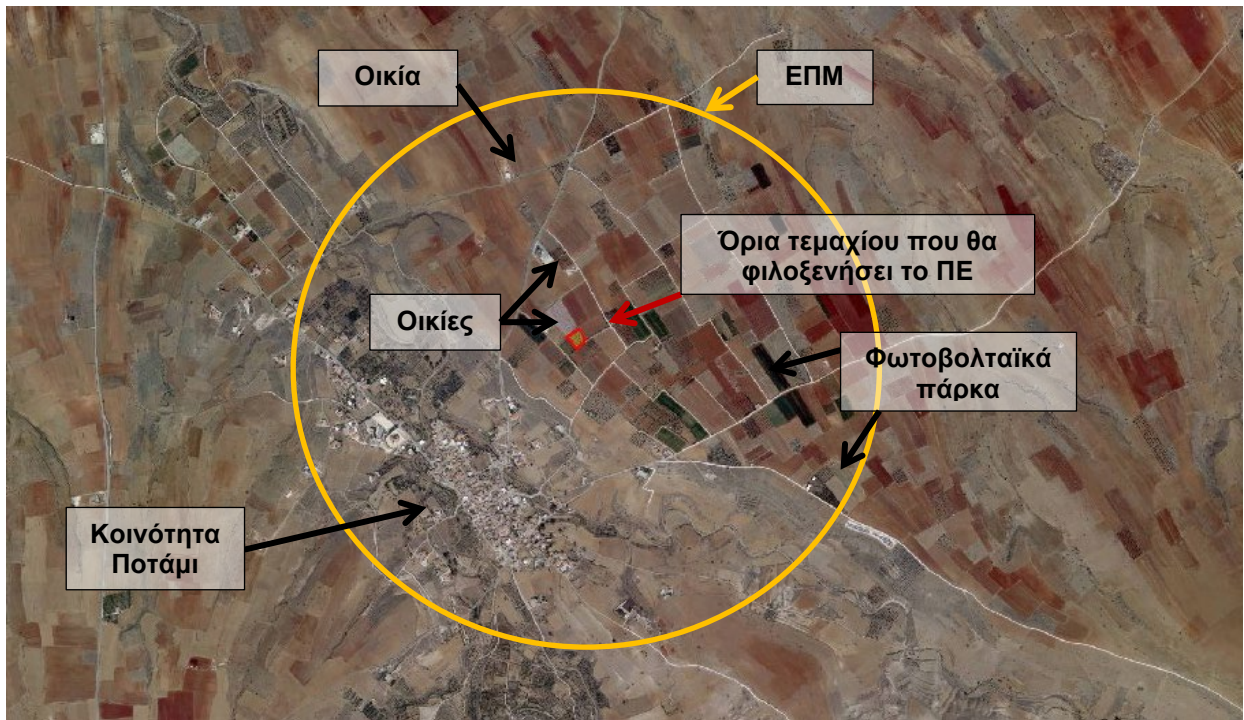 Οικία
ΕΠΜ
Όρια τεμαχίου που θα
φιλοξενήσει το ΠΕ
Οικίες
Φωτοβολταϊκά
πάρκα
Κοινότητα
Ποτάμι